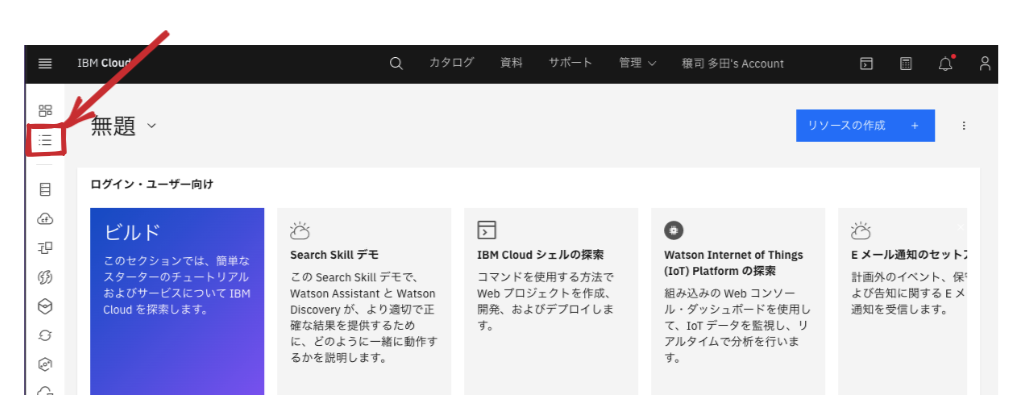 IBM Cloud
カタログ 資料 サポート 管理 穣司 多田's Account
無題
リソースの作成 +
ログイン・ユーザー向け
ビルド
このセクションでは、簡単な
スターターのチュートリアル
およびサービスについて IBM
Cloud を探索します。
Search Skill デモ
この Search Skill デモで、
Watson Assistant と Watson
Discovery が、より適切で正
確な結果を提供するため
に、どのように一緒に動作す
るかを説明します。
IBM Cloud シェルの探索
コマンドを使用する方法で
Web プロジェクトを作成、
開発、およびデプロイしま
す。
Watson Internet of Things
(IoT) Platform の探索
組み込みの Web コンソー
ル・ダッシュボードを使用し
て、IoT データを監視し、リ
アルタイムで分析を行いま
す。
E メール通知のセット
計画外のイベント、保
よび告知に関する E メ
通知を受信します。